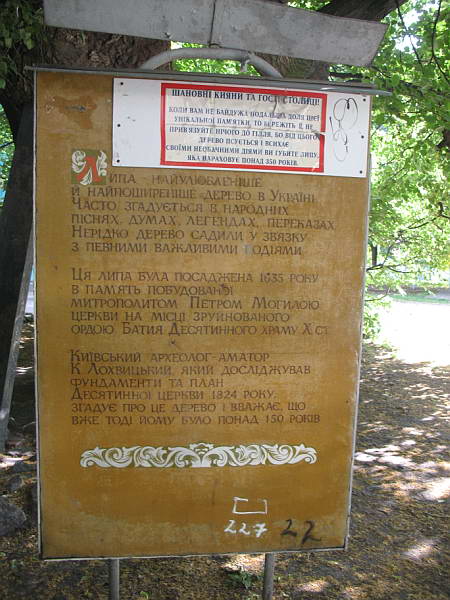 ШАНОВНІ КИЯНИ ТА ГОСТІ СТОЛИЦІ!
КОЛИ ВАМ НЕ БАЙДУЖА ПОДАЛЬША ДОЛЯ ЦІЄЇ
УНІКАЛЬНОЇ ПАМ'ЯТКИ, ТО БЕРЕЖІТЬ ЇЇ, НЕ
ПРИВ'ЯЗУЙТЕ НІЧОГО ДО ГІЛЛЯ, БО ВІД ЦЬОГО
ДЕРЕВО ПСУЄТЬСЯ І ВСИХАЄ.
СВОЇМИ НЕОБАЧНИМИ ДІЯМИ ВИ ГУБИТЕ ЛИПУ,
ЯКА НАРАХОВУЄ ПОНАД 350 РОКІВ.
Липа – найулюбленіше
й найпоширеніше дерево в Україні.
Часто згадується в народних
піснях, думах, легендах, переказах.
Нерідко дерево садили у зв'язку
з певними важливими подіями.
Ця липа була посаджена 1635 року
в память побудованої
митрополитом Петром Могилою
церкви на місці зруйнованого
ордою Батия Десятинного храму X ст.
Київський археолог-аматор
К. Лохвицький, який досліджував
фундаменти та план
Десятинної церкви 1824 року,
згадує про це дерево і вважає, що
вже тоді йому було понад 150 років
227 22